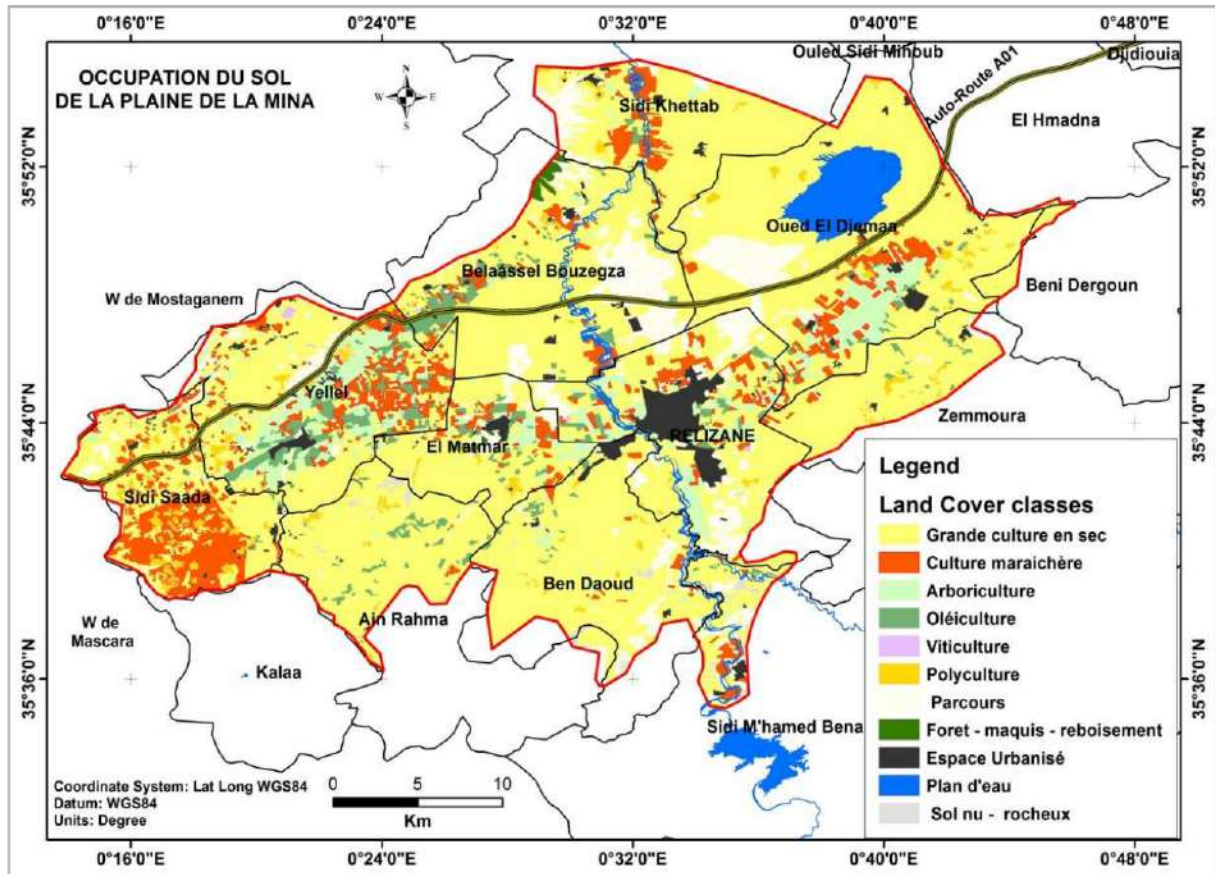 0°16'0"E
0°24'0"E
0°32'0"E
0°40'0"E
0°48'0"E
OCCUPATION DU SOL
DE LA PLAINE DE LA MINA
N
W
E
S
Ouled Sidi Mihoub
Djdiouia
Auto-Route A01
Sidi Khettab
El Hmadna
35°52'0"N
35°52'0"N
Oued El Djemaa
Belaassel Bouzegza
Beni Dergoun
W de Mostaganem
Yellel
Zemmoura
35°44'0"N
35°44'0"N
El Matmar
RELIZANE
Sidi Saada
Ben Daoud
Ain Rahma
W de
Mascara
Kalaa
35°36'0"N
35°36'0"N
Sidi M'hamed Bena
Legend
Land Cover classes
Grande culture en sec
Culture maraichère
Arboriculture
Oléiculture
Viticulture
Polyculture
Parcours
Foret - maquis - reboisement
Espace Urbanisé
Plan d'eau
Sol nu - rocheux
Coordinate System: Lat Long WGS84
Datum: WGS84
Units: Degree
0 5 10
Km
0°16'0"E
0°24'0"E
0°32'0"E
0°40'0"E
0°48'0"E